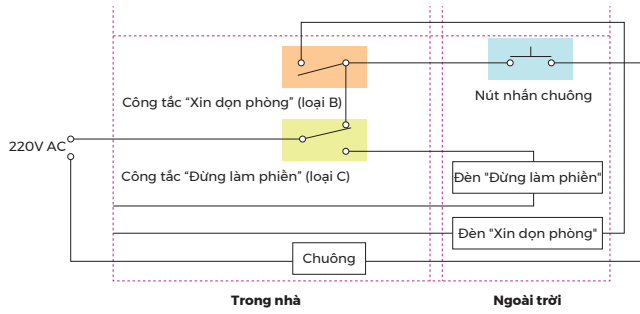 Công tắc “Xin dọn phòng” (loại B)
Nút nhấn chuông
220V AC
Công tắc “Đừng làm phiền” (loại C)
Đèn "Đừng làm phiền"
Đèn "Xin dọn phòng"
Chuông
Trong nhà
Ngoài trời